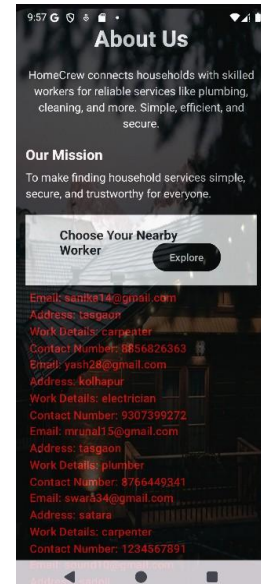 9:57 G
About Us
HomeCrew connects households with skilled
workers for reliable services like plumbing,
cleaning, and more. Simple, efficient, and
secure.
Our Mission
To make finding household services simple,
secure, and trustworthy for everyone.
Choose Your Nearby
Worker
Explore
Email: sanika14@gmail.com
Address: tasgaon
Work Details: carpenter
Contact Number: 8856826363
Email: yash28@gmail.com
Address: kolhapur
Work Details: electrician
Contact Number: 9307399272
Email: mrunal15@gmail.com
Address: tasgaon
Work Details: plumber
Contact Number: 8766449341
Email: swara34@gmail.com
Address: satara
Work Details: carpenter
Contact Number: 1234567891